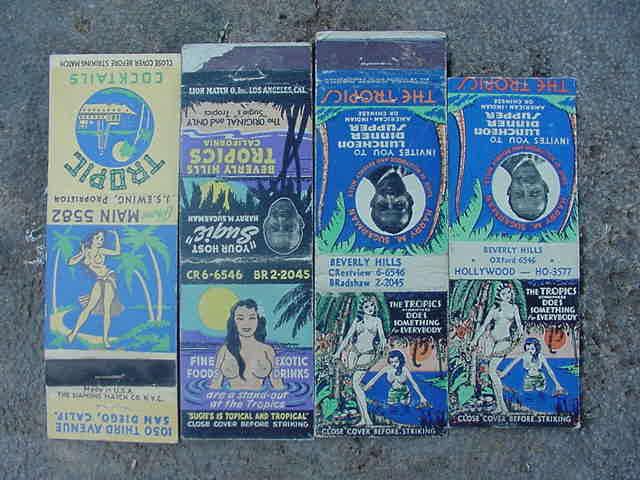 CLOSE COVER BEFORE STRIKING MATCH
COCKTAILS
TROPIC
J. EWING, PROPRIETOR
Phone MAIN 5582
Made in U.S.A.
THE DIAMOND MATCH CO. N.Y.C.
1050 THIRD AVENUE
SAN DIEGO, CALIF.
LION MATCH O, Inc. LOS ANGELES, CAL.
The ORIGINAL and ONLY
Sugie's Tropics
BEVERLY HILLS
TROPICS
CALIFORNIA
"YOUR HOST
"Sugie"
HARRY M. SUGARMAN
CR 6-6546 BR 2-2045
FINE
FOODS
EXOTIC
DRINKS
are a stand-out
at the Tropics
"SUGIE'S IS TOPICAL AND TROPICAL"
CLOSE COVER BEFORE STRIKING
THE TROPICS
AMERICAN-INDIAN
OR CHINESE
LUNCHEON
DINNER
SUPPER
INVITES YOU TO
HARRY M. SUGARMAN
BEVERLY HILLS
CRestview 6-6546
BRadshaw 2-2045
THE TROPICS
DOES
SOMETHING
FOR EVERYBODY
CLOSE COVER BEFORE STRIKING
THE TROPICS
AMERICAN-INDIAN
OR CHINESE
LUNCHEON
DINNER
SUPPER
INVITES YOU TO
HARRY M. SUGARMAN
BEVERLY HILLS
OXford 6546
HOLLYWOOD — HO-3577
THE TROPICS
DOES
SOMETHING
FOR EVERYBODY
CLOSE COVER BEFORE STRIKING